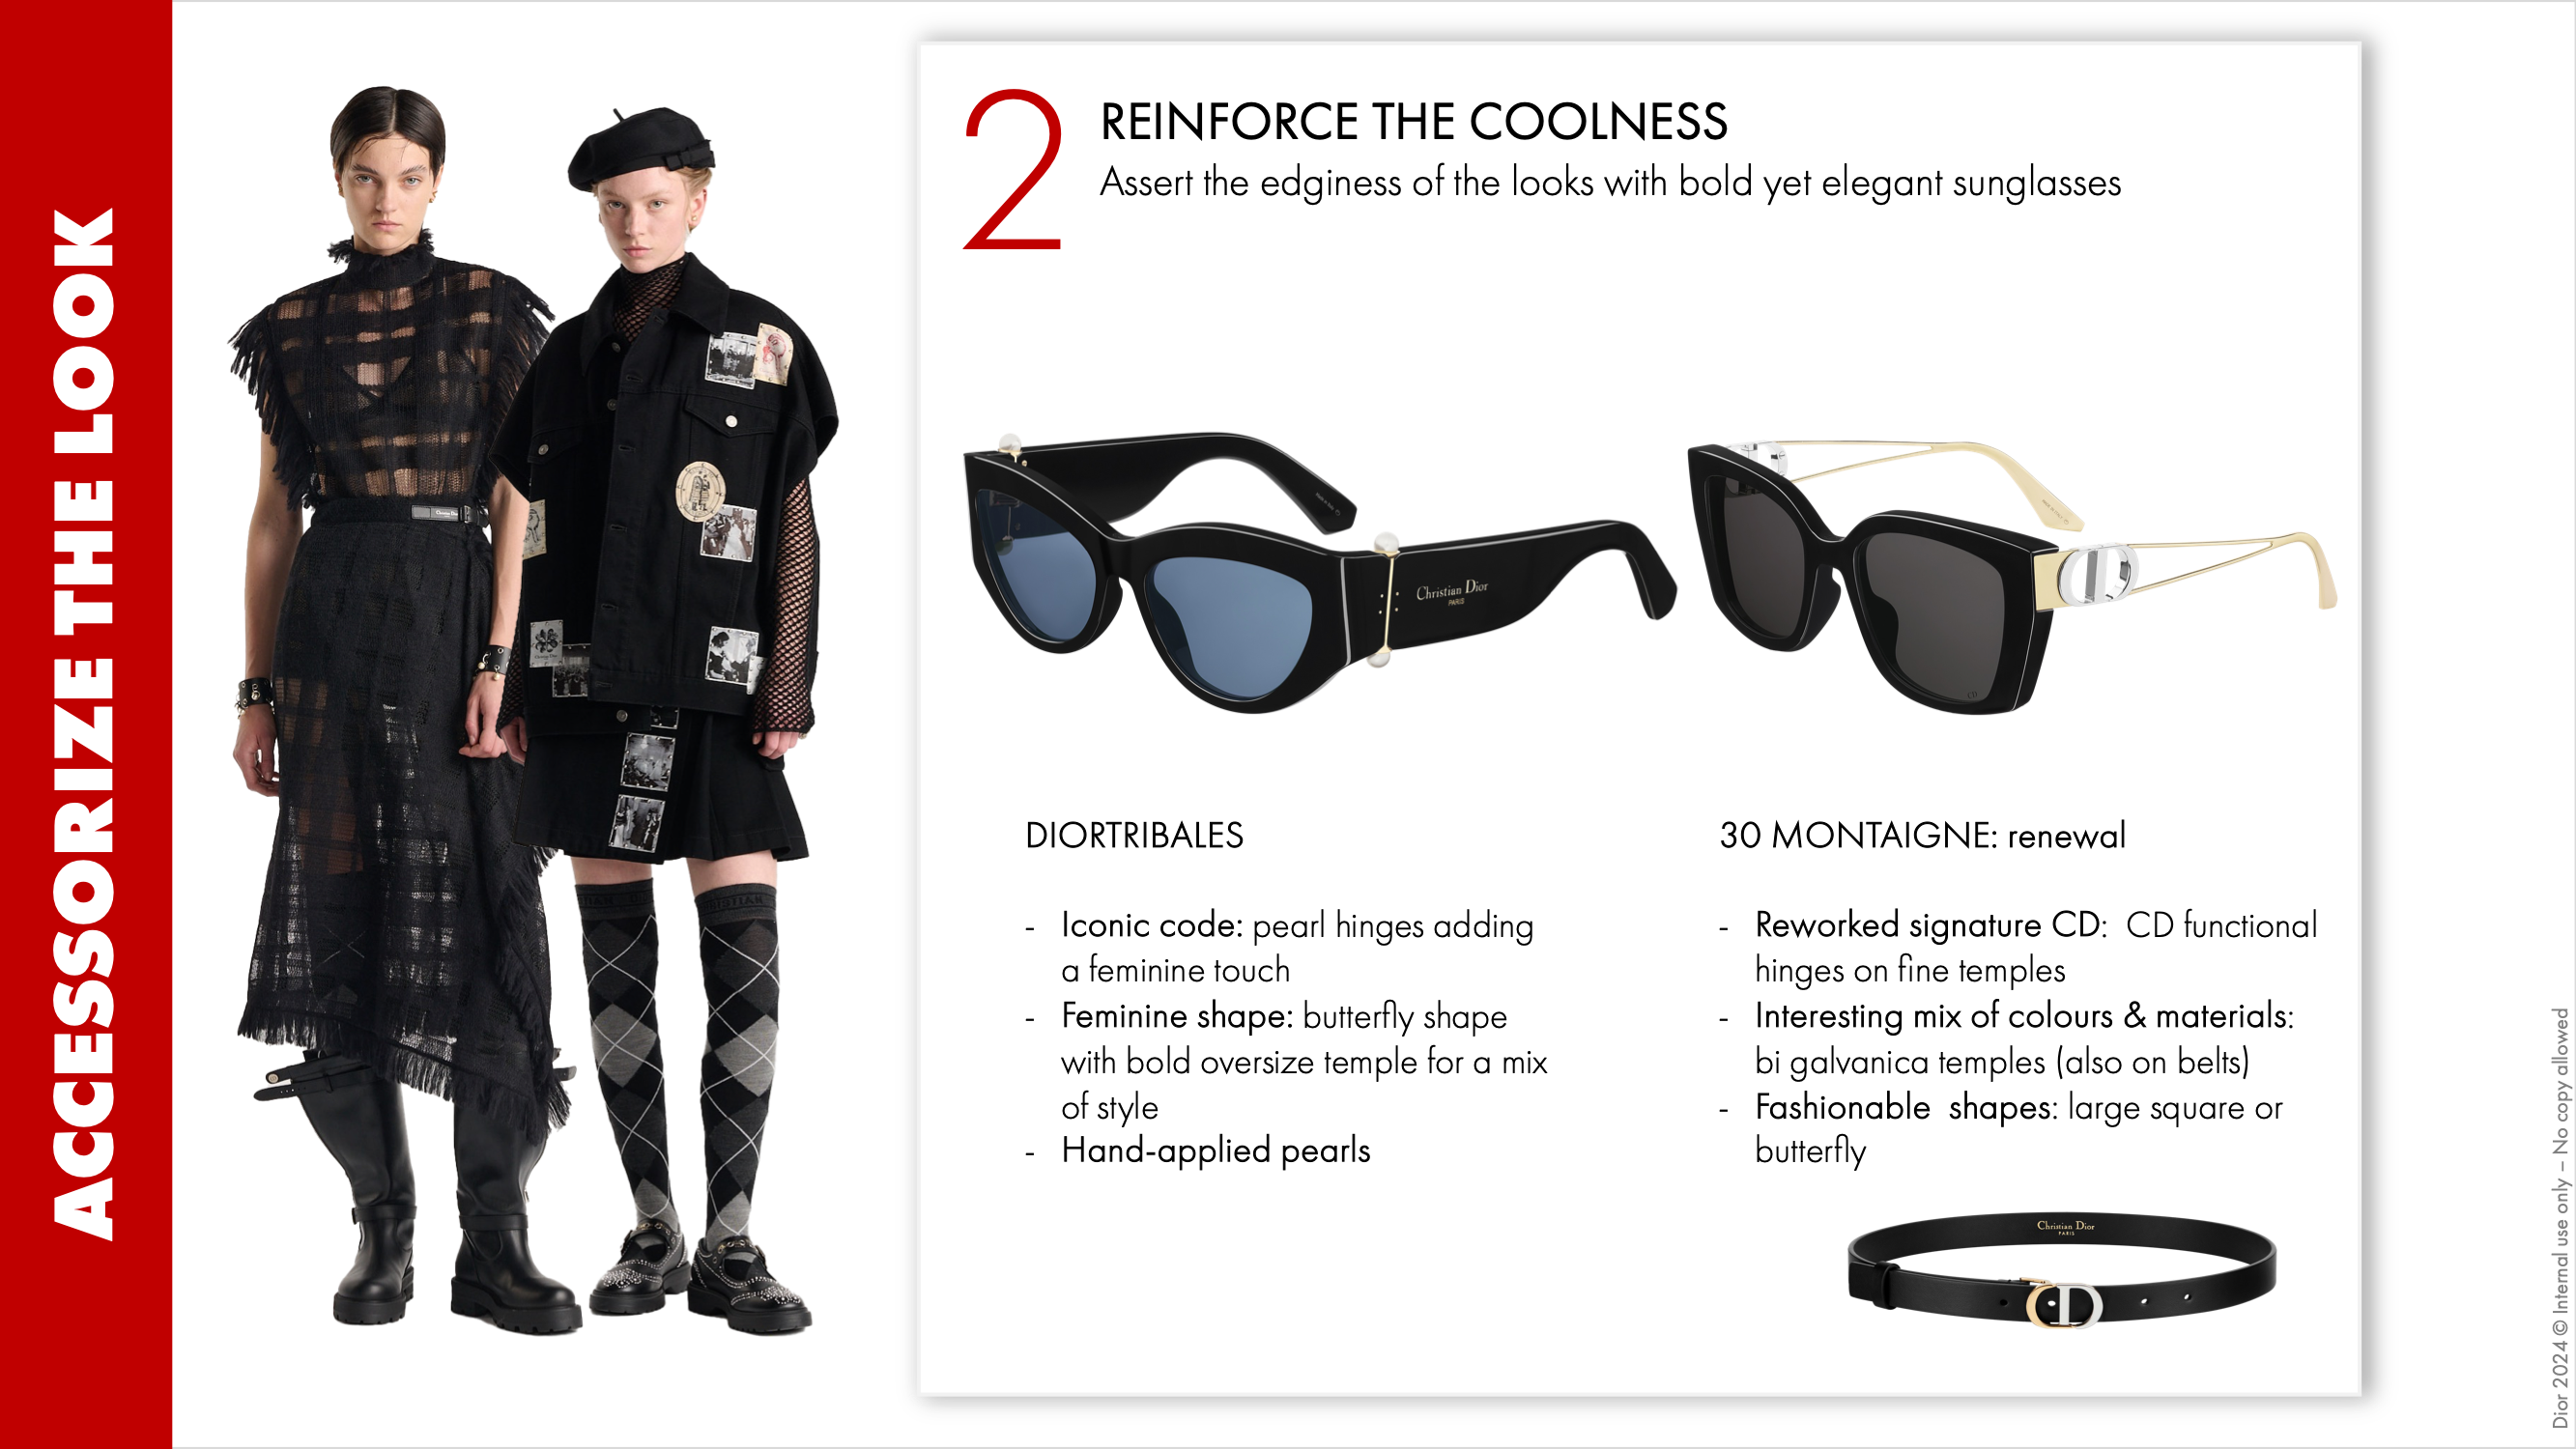 ACCESSORIZE THE LOOK
2
REINFORCE THE COOLNESS
Assert the edginess of the looks with bold yet elegant sunglasses
Christian Dior
PARIS
CD
DIORTRIBALES
- Iconic code: pearl hinges adding
a feminine touch
- Feminine shape: butterfly shape
with bold oversize temple for a mix
of style
- Hand-applied pearls
30 MONTAIGNE: renewal
- Reworked signature CD:  CD functional
hinges on fine temples
- Interesting mix of colours & materials:
bi galvanica temples (also on belts)
- Fashionable  shapes: large square or
butterfly
Christian Dior
PARIS
Dior 2024 © Internal use only – No copy allowed